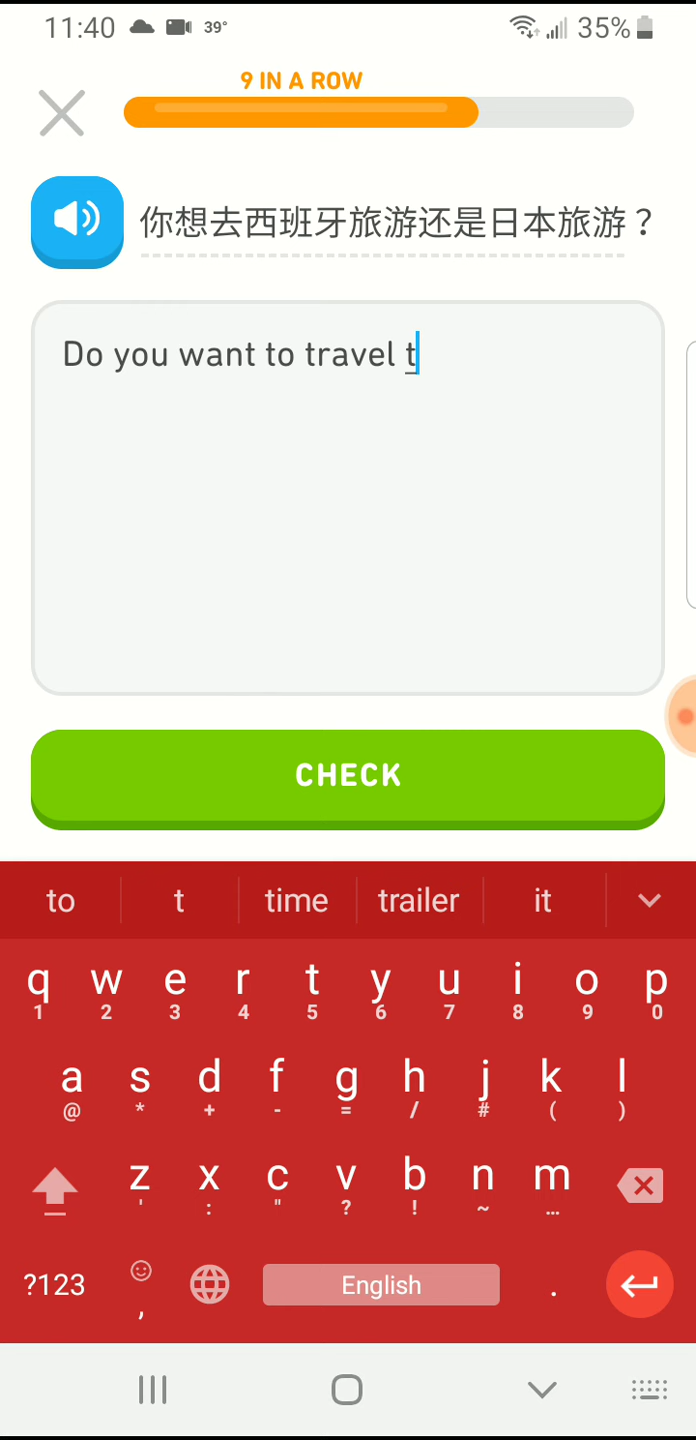 11:40 39° 35%
9 IN A ROW
你想去西班牙旅游还是日本旅游？
Do you want to travel t
CHECK
to t time trailer it
q w e r t y u i o p
1 2 3 4 5 6 7 8 9 0
a s d f g h j k l
@ * + - = / # ( )
z x c v b n m
' : " ? ! ~ …
?123 , English .